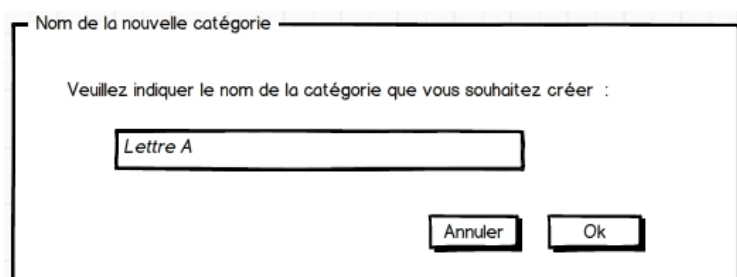 Nom de la nouvelle catégorie
Veuillez indiquer le nom de la catégorie que vous souhaitez créer :
Lettre A
Annuler Ok